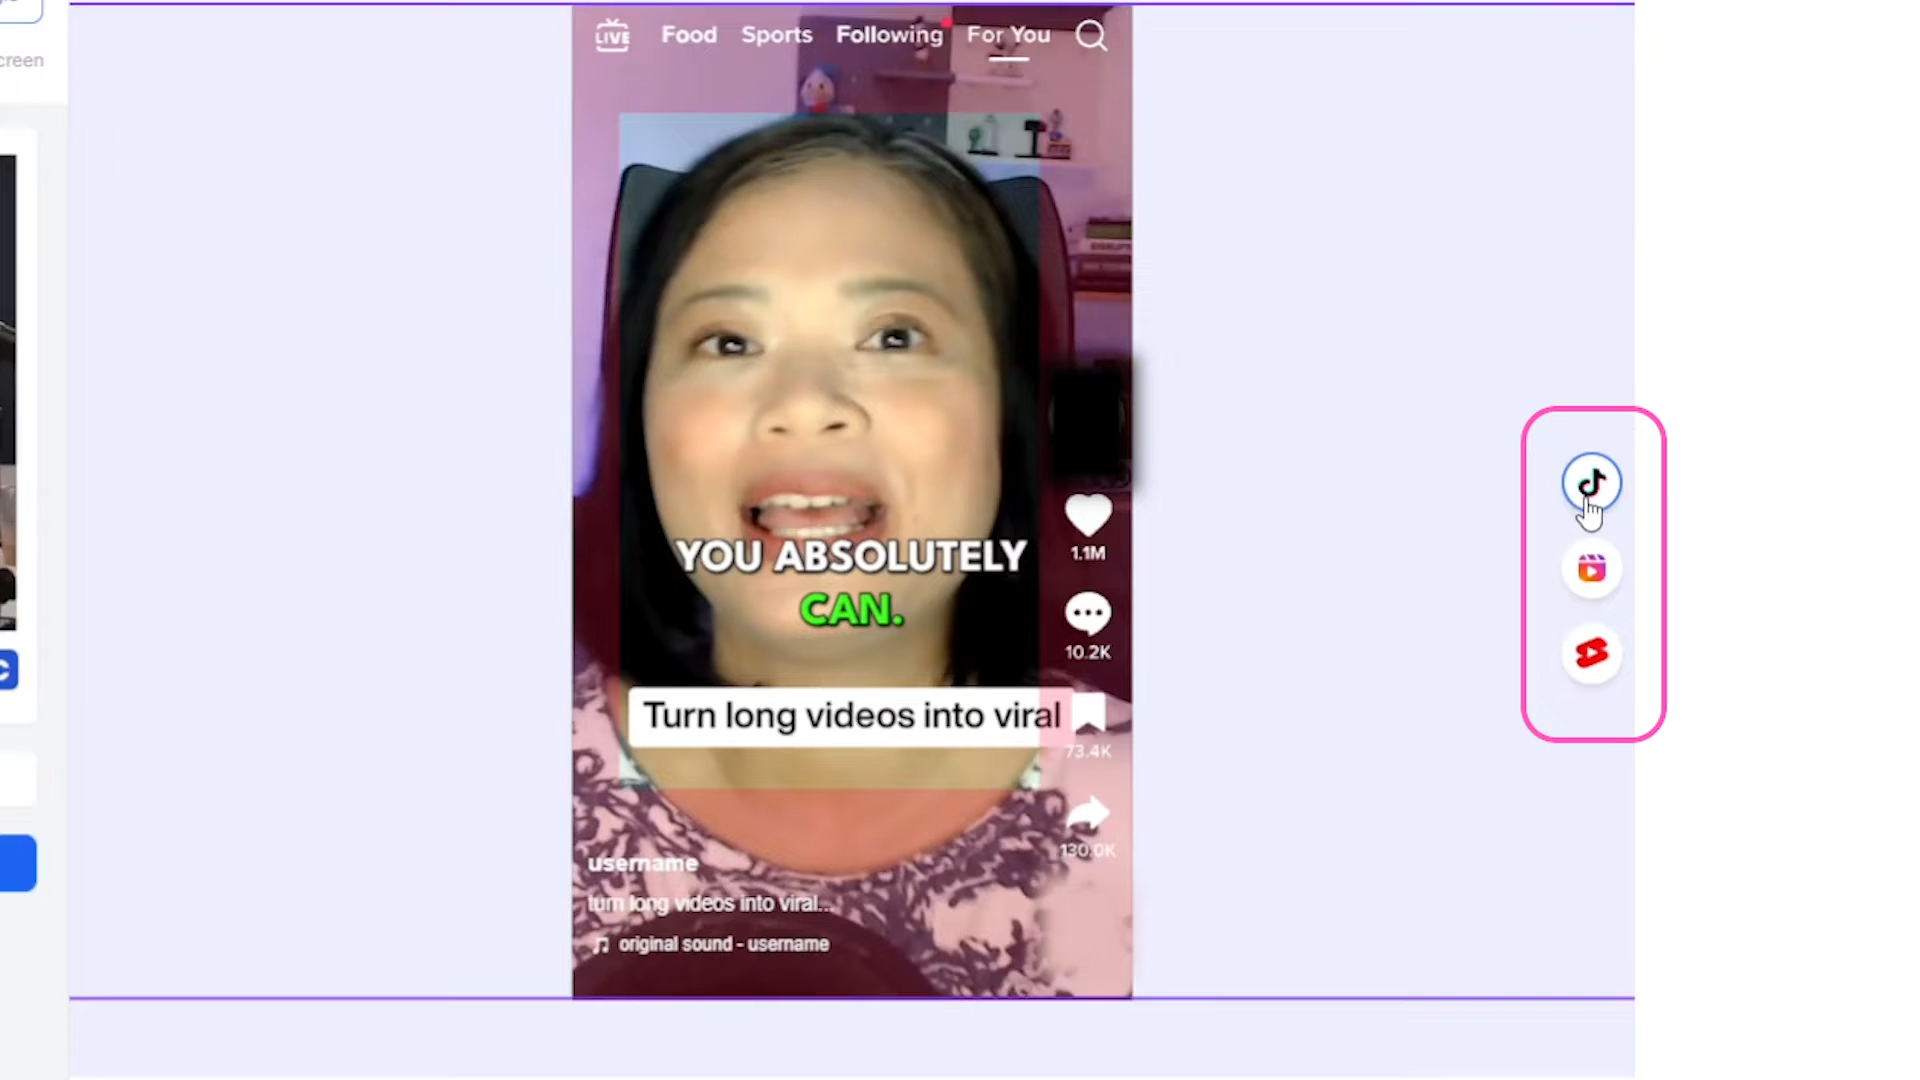 creen
LIVE
Food Sports Following For You
YOU ABSOLUTELY
CAN.
1.1M
10.2K
Turn long videos into viral
73.4K
130.0K
username
turn long videos into viral...
original sound - username